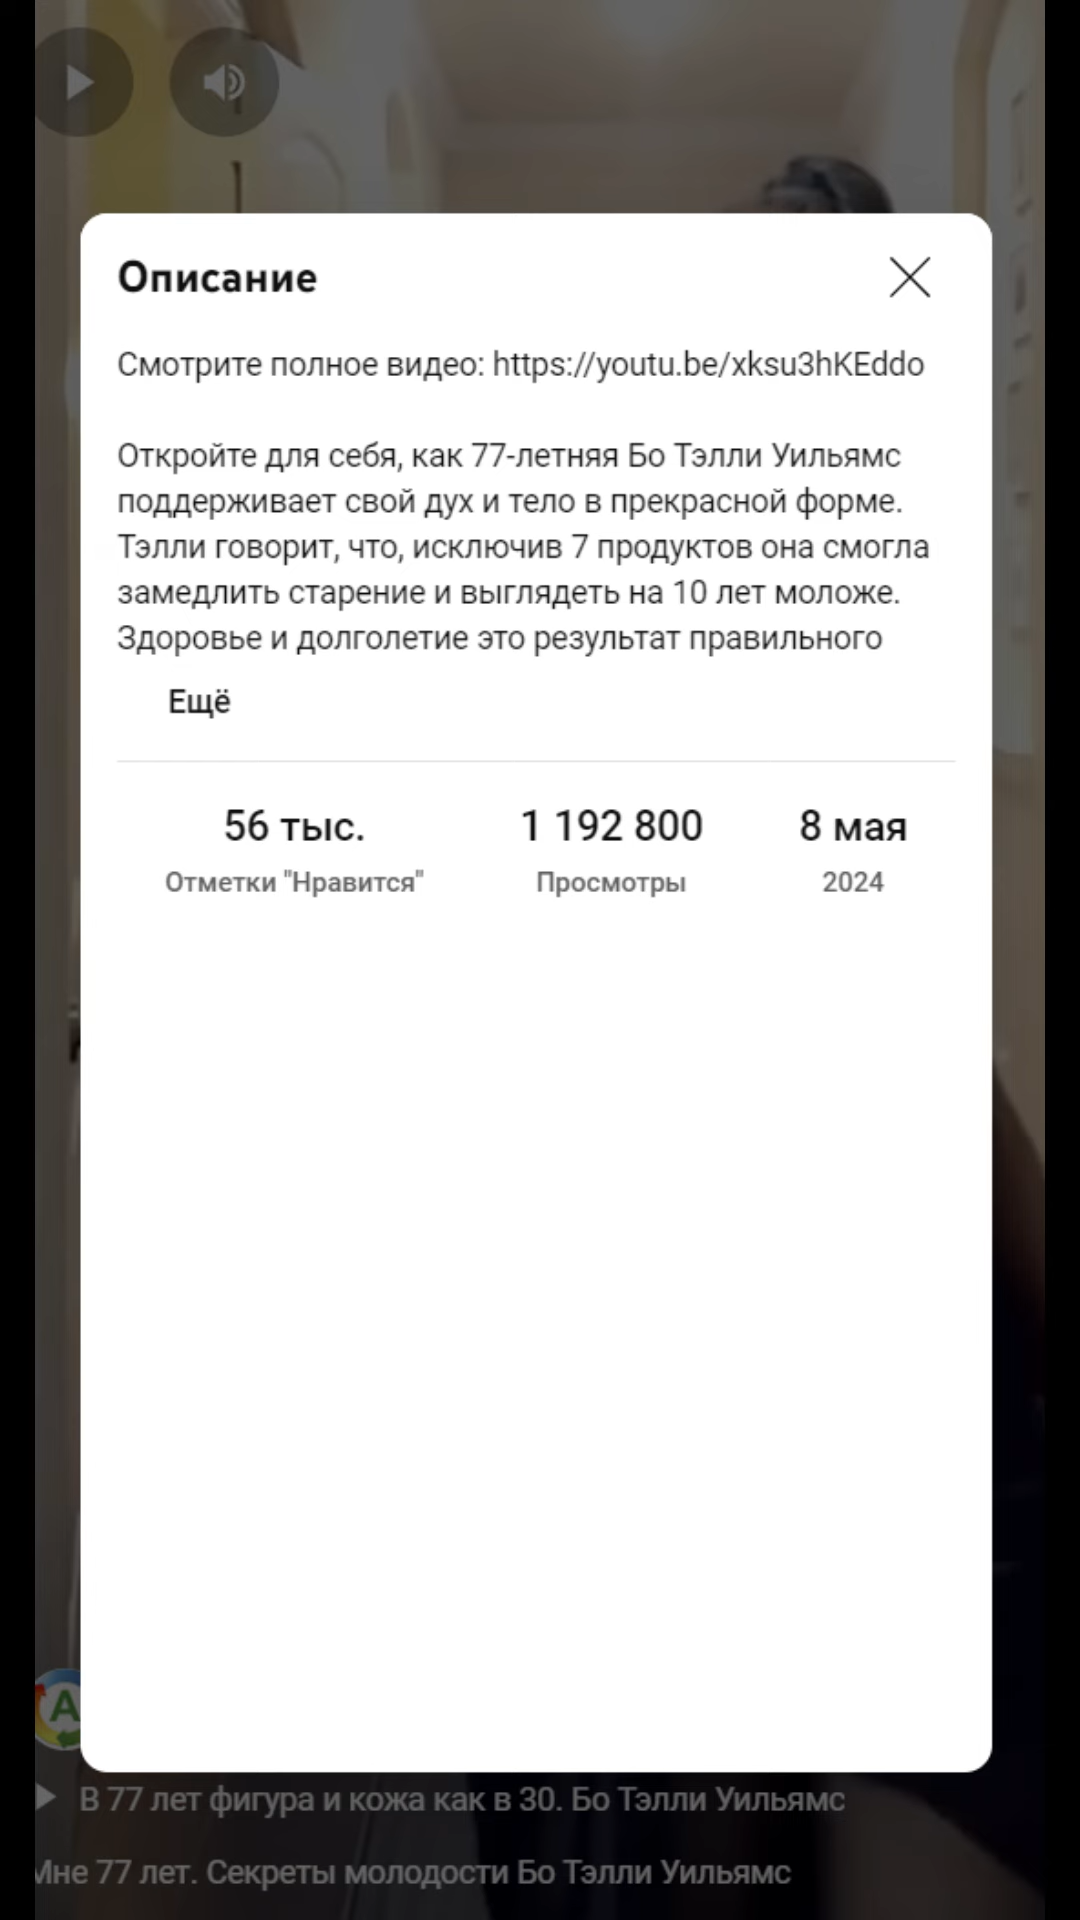 Описание
Смотрите полное видео: https://youtu.be/xksu3hKEddo
Откройте для себя, как 77-летняя Бо Тэлли Уильямс
поддерживает свой дух и тело в прекрасной форме.
Тэлли говорит, что, исключив 7 продуктов она смогла
замедлить старение и выглядеть на 10 лет моложе.
Здоровье и долголетие это результат правильного
Ещё
56 тыс. 1 192 800 8 мая
Отметки "Нравится" Просмотры 2024
А
В 77 лет фигура и кожа как в 30. Бо Тэлли Уильямс
Мне 77 лет. Секреты молодости Бо Тэлли Уильямс